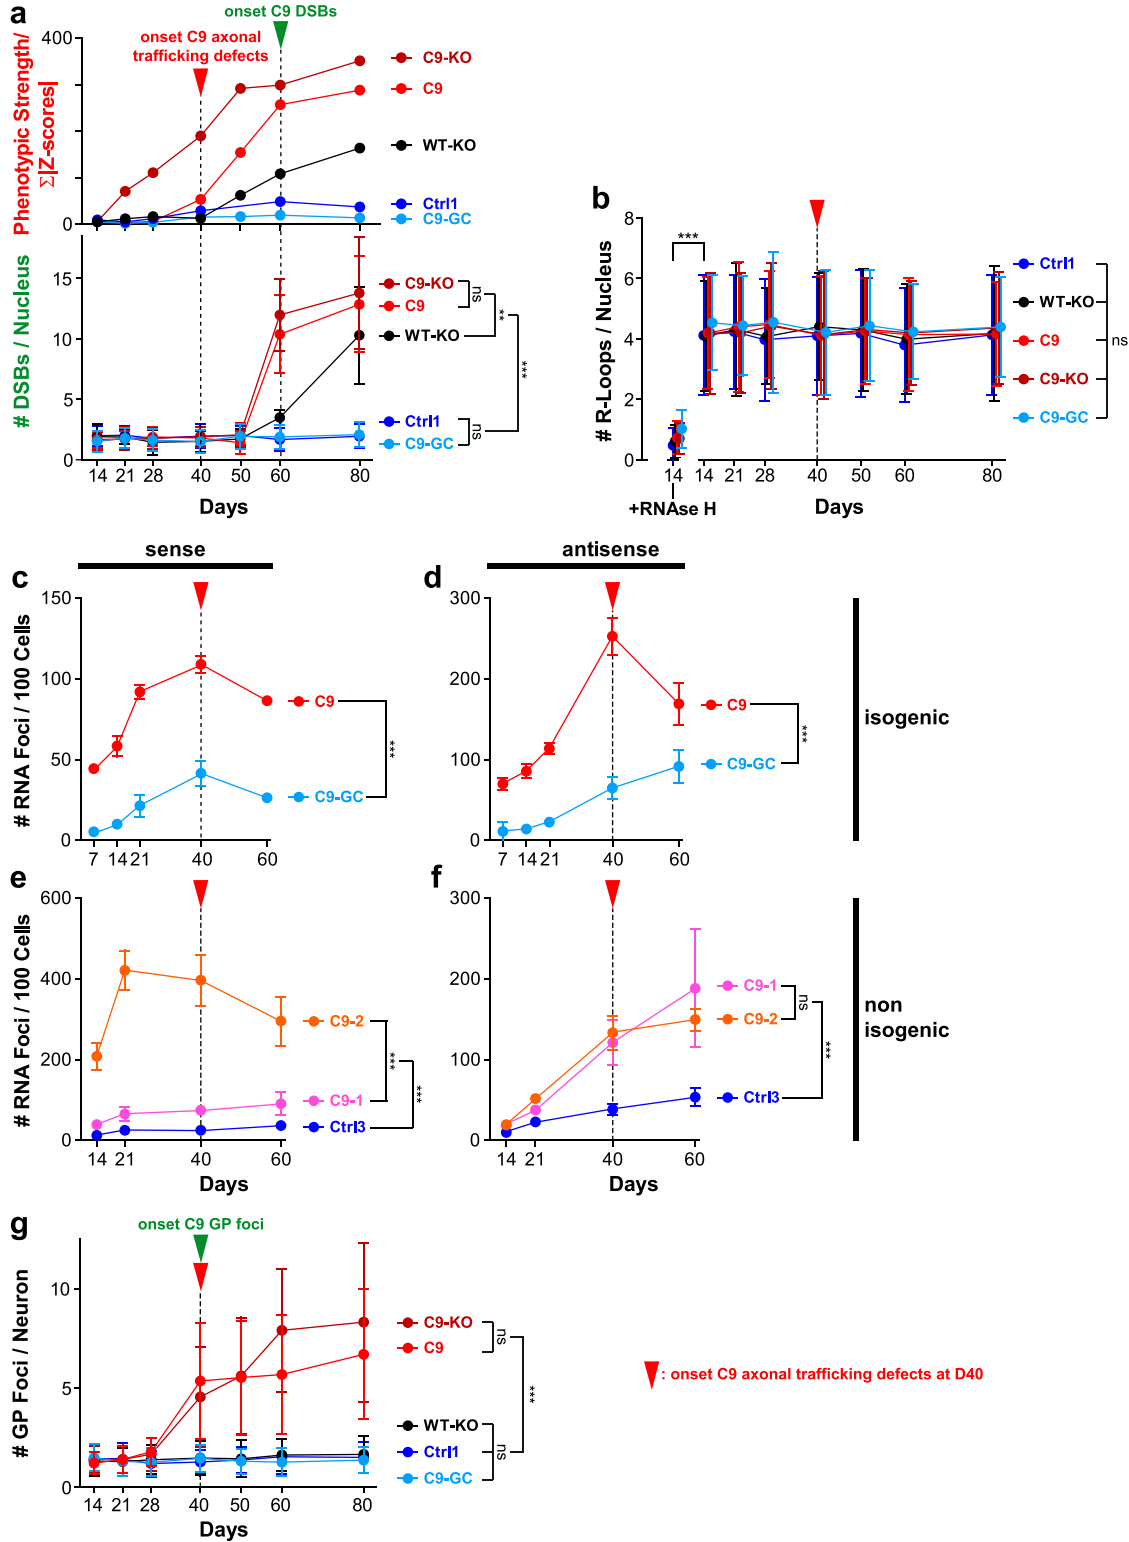 a
onset C9 DSBs
onset C9 axonal
trafficking defects
Phenotypic Strength/
Σ|Z-scores|
400
0
C9-KO
C9
WT-KO
Ctrl1
C9-GC
# DSBs / Nucleus
15
10
5
0
C9-KO
C9
WT-KO
Ctrl1
C9-GC
ns
**
***
ns
14 21 28 40 50 60 80
Days
b
# R-Loops / Nucleus
8
6
4
2
0
***
Ctrl1
WT-KO
C9
C9-KO
C9-GC
ns
14 14 21 28 40 50 60 80
+RNAse H
Days
sense
antisense
c
# RNA Foci / 100 Cells
150
100
50
0
C9
C9-GC
***
7 14 21 40 60
d
300
200
100
0
C9
C9-GC
***
7 14 21 40 60
isogenic
e
# RNA Foci / 100 Cells
600
400
200
0
C9-2
C9-1
Ctrl3
***
***
14 21 40 60
Days
f
300
200
100
0
C9-1
C9-2
Ctrl3
ns
***
14 21 40 60
Days
non
isogenic
g
onset C9 GP foci
# GP Foci / Neuron
10
5
0
C9-KO
C9
WT-KO
Ctrl1
C9-GC
ns
***
ns
14 21 28 40 50 60 80
Days
: onset C9 axonal trafficking defects at D40